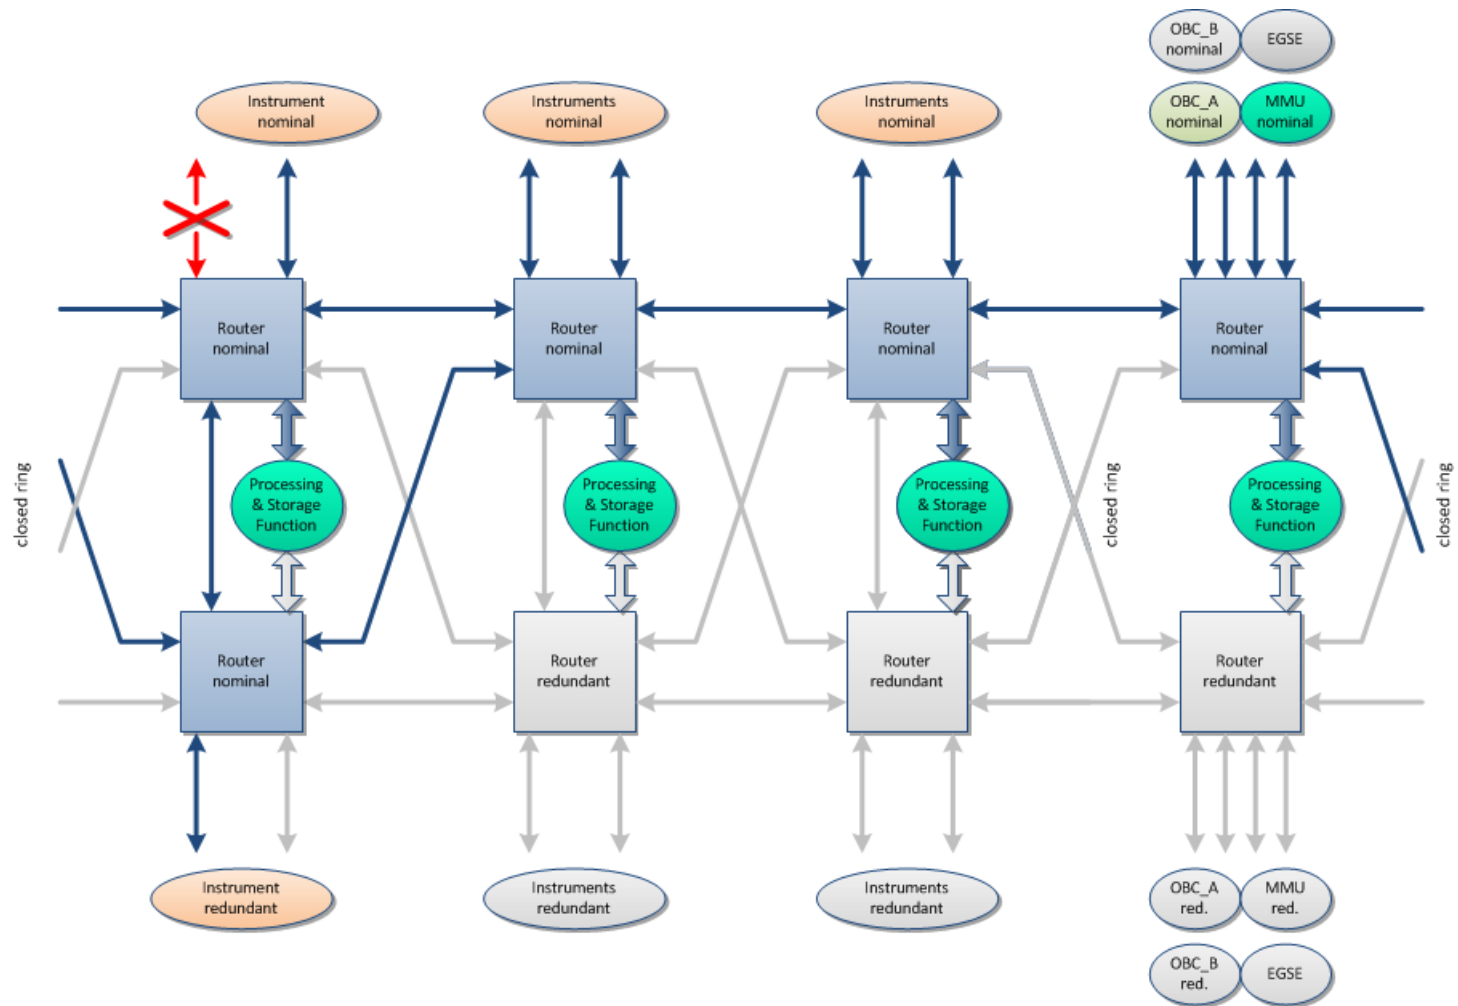 OBC_B
nominal
EGSE
Instrument
nominal
Instruments
nominal
Instruments
nominal
OBC_A
nominal
MMU
nominal
Router
nominal
Router
nominal
Router
nominal
Router
nominal
closed ring
Processing
& Storage
Function
Processing
& Storage
Function
Processing
& Storage
Function
closed ring
Processing
& Storage
Function
closed ring
Router
nominal
Router
redundant
Router
redundant
Router
redundant
Instrument
redundant
Instruments
redundant
Instruments
redundant
OBC_A
red.
MMU
red.
OBC_B
red.
EGSE